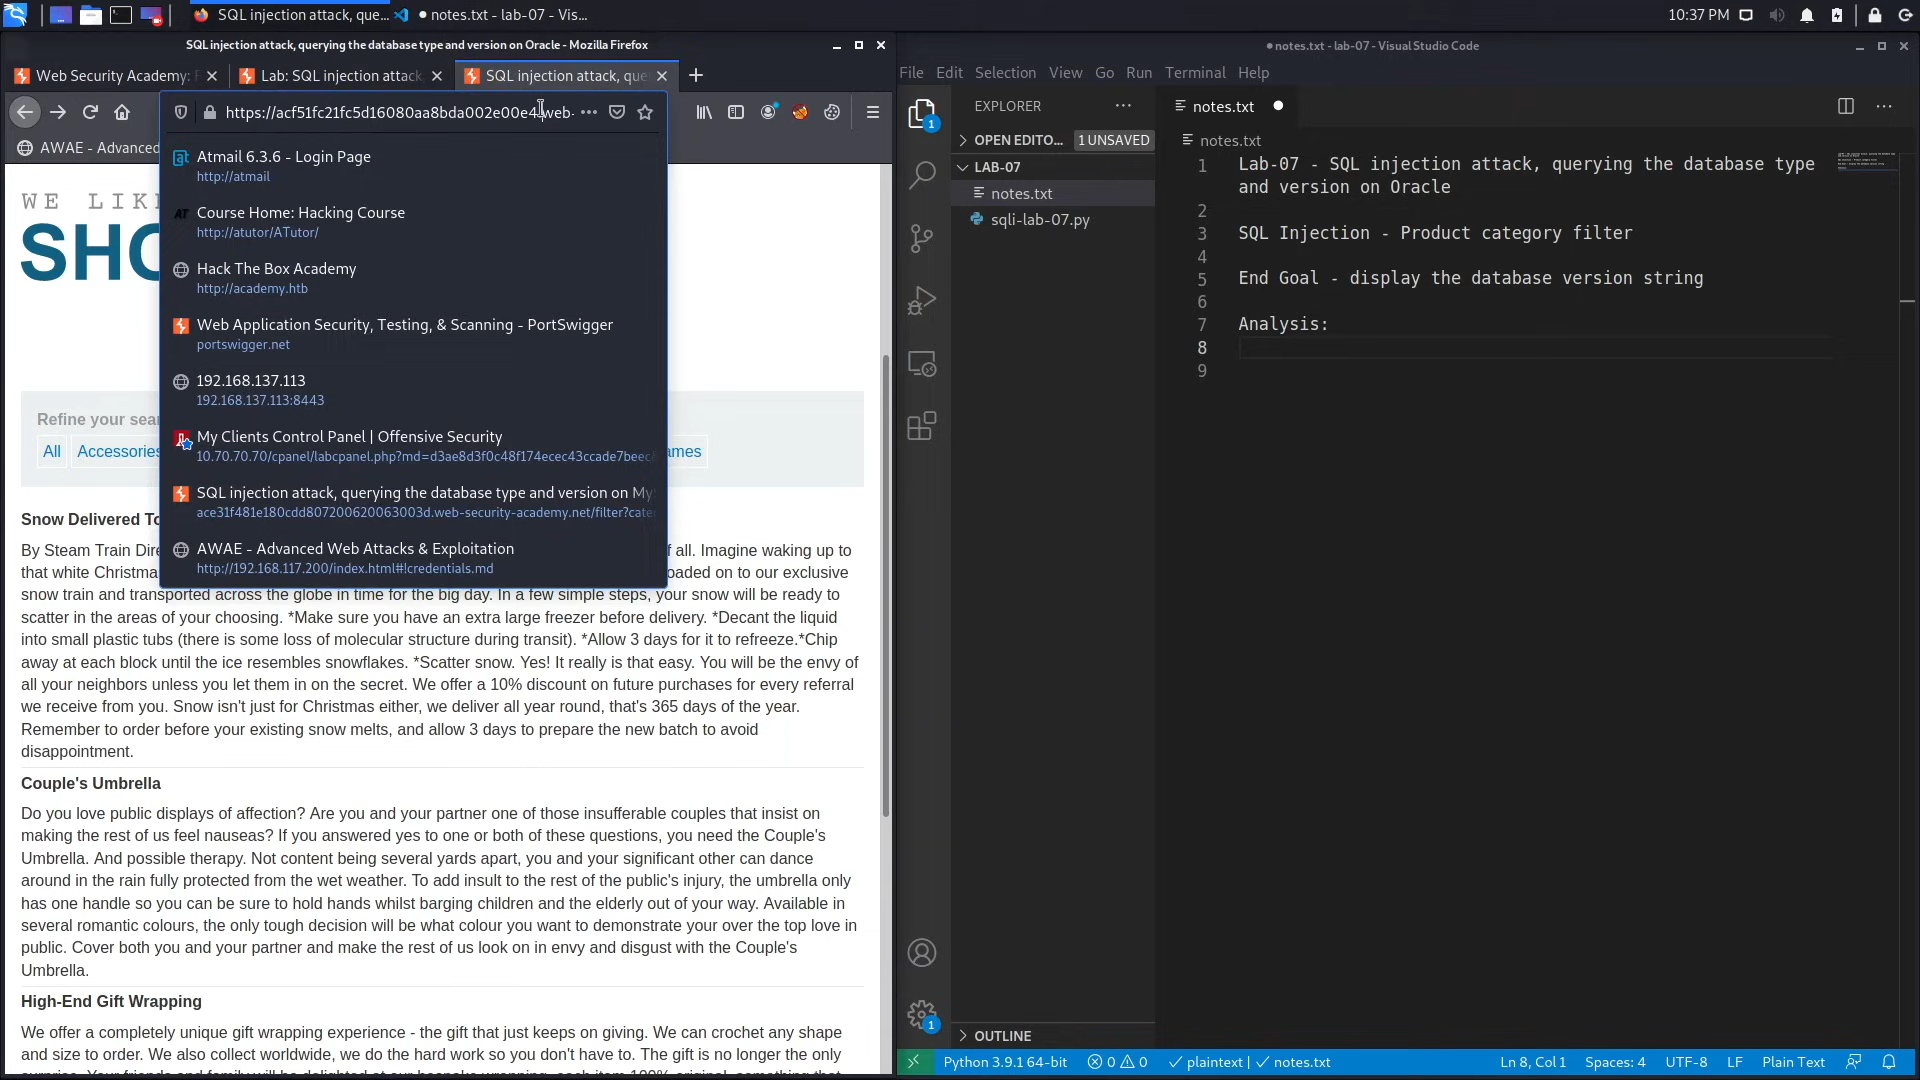 SQL injection attack, que...
● notes.txt - lab-07 - Vis...
10:37 PM
SQL injection attack, querying the database type and version on Oracle - Mozilla Firefox
Web Security Academy:
Lab: SQL injection attack
SQL injection attack, que
https://acf51fc21fc5d16080aa8bda002e00e4.web-
AWAE - Advanced
Atmail 6.3.6 - Login Page
http://atmail
Course Home: Hacking Course
http://atutor/ATutor/
Hack The Box Academy
http://academy.htb
Web Application Security, Testing, & Scanning - PortSwigger
portswigger.net
192.168.137.113
192.168.137.113:8443
My Clients Control Panel | Offensive Security
10.70.70.70/cpanel/labcpanel.php?md=d3ae8d3f0c48f174ecec43ccade7beec
SQL injection attack, querying the database type and version on My
ace31f481e180cdd807200620063003d.web-security-academy.net/filter?cate
AWAE - Advanced Web Attacks & Exploitation
http://192.168.117.200/index.html#!credentials.md
WE LIK
SHO
Refine your sear
All
Accessories
ames
Snow Delivered To
By Steam Train Dire
f all. Imagine waking up to
that white Christmas
oaded on to our exclusive
snow train and transported across the globe in time for the big day. In a few simple steps, your snow will be ready to
scatter in the areas of your choosing. *Make sure you have an extra large freezer before delivery. *Decant the liquid
into small plastic tubs (there is some loss of molecular structure during transit). *Allow 3 days for it to refreeze.*Chip
away at each block until the ice resembles snowflakes. *Scatter snow. Yes! It really is that easy. You will be the envy of
all your neighbors unless you let them in on the secret. We offer a 10% discount on future purchases for every referral
we receive from you. Snow isn't just for Christmas either, we deliver all year round, that's 365 days of the year.
Remember to order before your existing snow melts, and allow 3 days to prepare the new batch to avoid
disappointment.
Couple's Umbrella
Do you love public displays of affection? Are you and your partner one of those insufferable couples that insist on
making the rest of us feel nauseas? If you answered yes to one or both of these questions, you need the Couple's
Umbrella. And possible therapy. Not content being several yards apart, you and your significant other can dance
around in the rain fully protected from the wet weather. To add insult to the rest of the public's injury, the umbrella only
has one handle so you can be sure to hold hands whilst barging children and the elderly out of your way. Available in
several romantic colours, the only tough decision will be what colour you want to demonstrate your over the top love in
public. Cover both you and your partner and make the rest of us look on in envy and disgust with the Couple's
Umbrella.
High-End Gift Wrapping
We offer a completely unique gift wrapping experience - the gift that just keeps on giving. We can crochet any shape
and size to order. We also collect worldwide, we do the hard work so you don't have to. The gift is no longer the only
● notes.txt - lab-07 - Visual Studio Code
File Edit Selection View Go Run Terminal Help
EXPLORER
OPEN EDITO... 1 UNSAVED
LAB-07
notes.txt
sqli-lab-07.py
OUTLINE
notes.txt
notes.txt
1 Lab-07 - SQL injection attack, querying the database type
and version on Oracle
2
3 SQL Injection - Product category filter
4
5 End Goal - display the database version string
6
7 Analysis:
8
9
1
1
Python 3.9.1 64-bit
0 0
plaintext | notes.txt
Ln 8, Col 1
Spaces: 4
UTF-8
LF
Plain Text